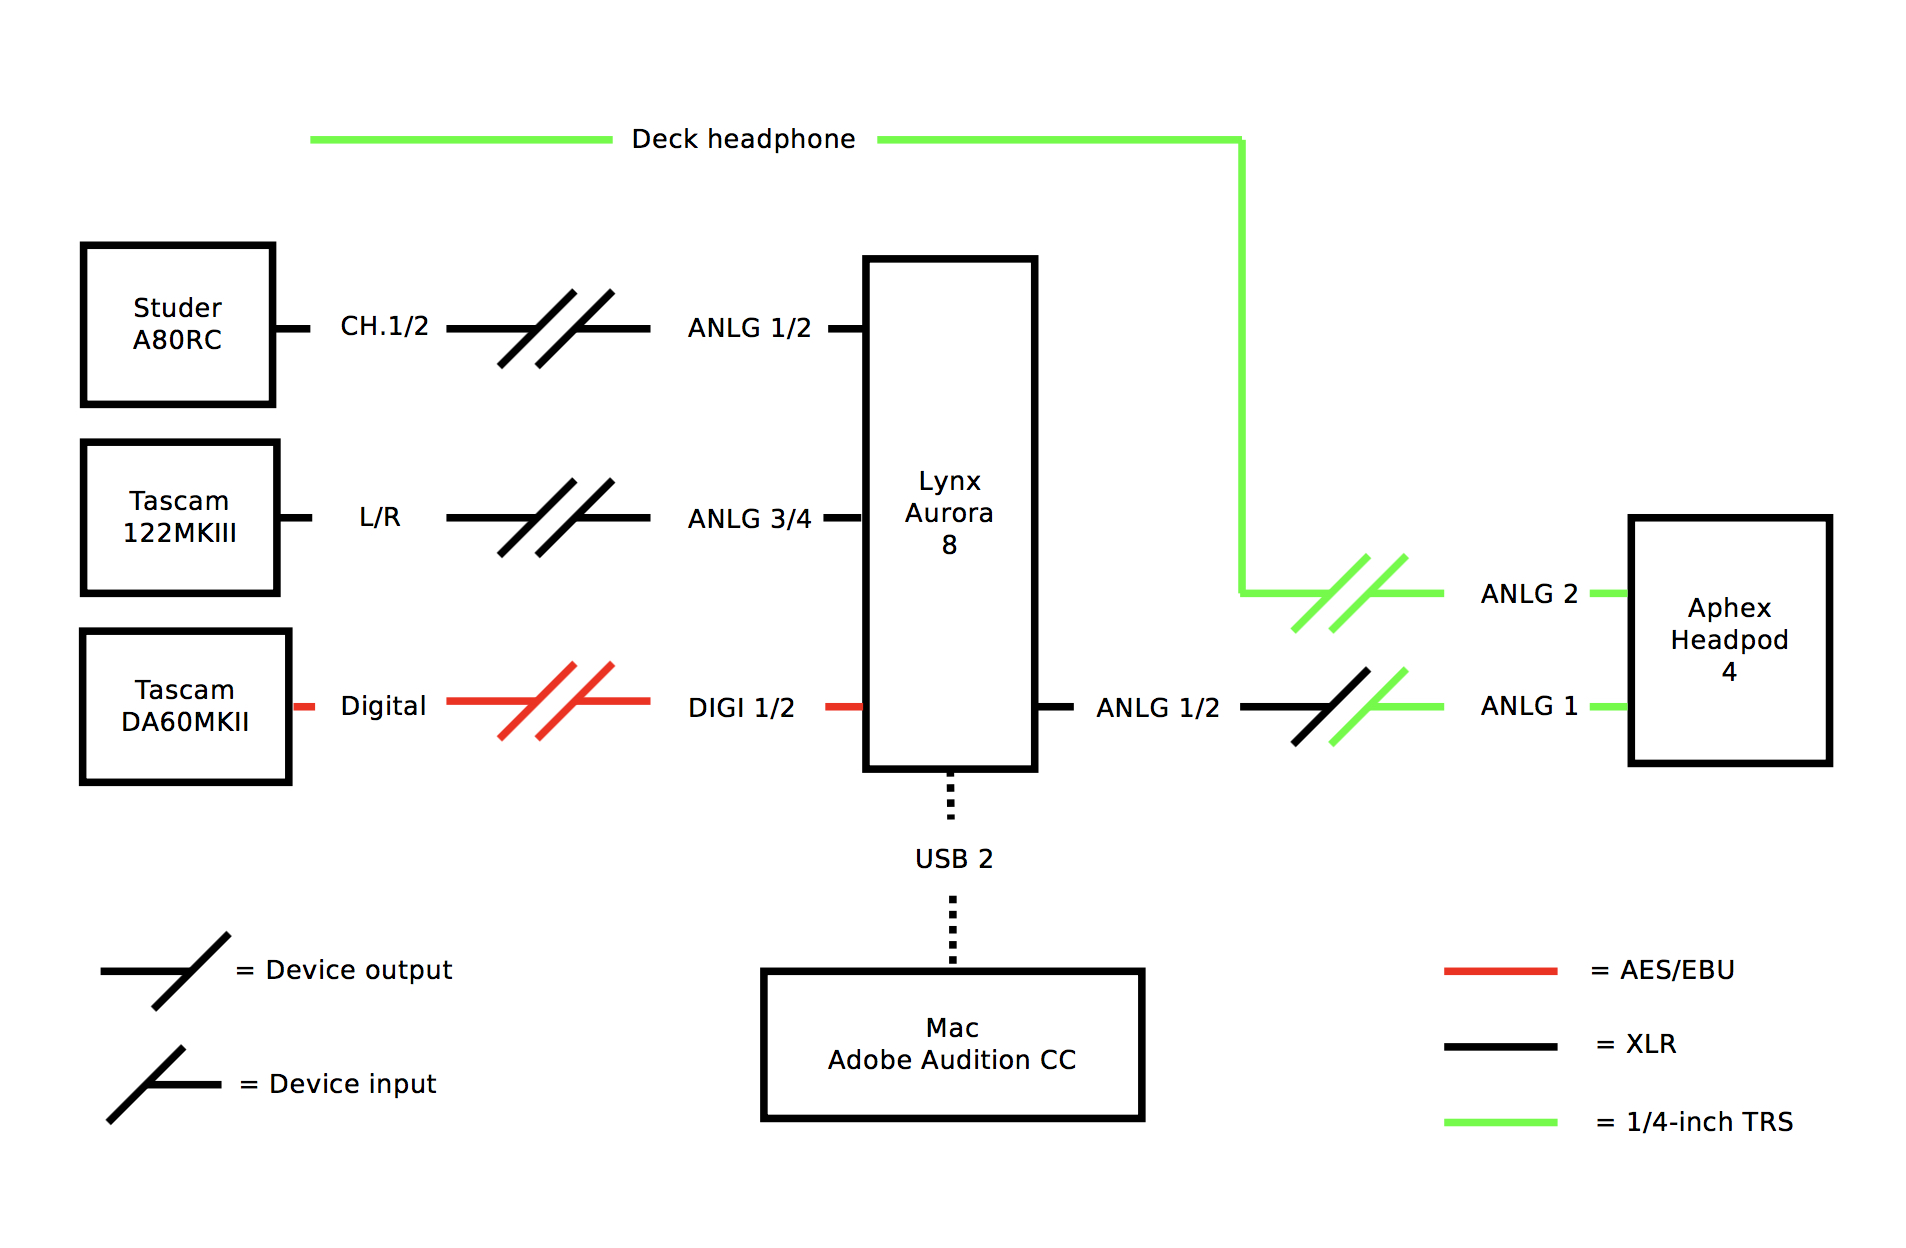 Deck headphone
Studer
A80RC
CH.1/2
ANLG 1/2
Tascam
122MKIII
L/R
ANLG 3/4
Lynx
Aurora
8
Tascam
DA60MKII
Digital
DIGI 1/2
ANLG 1/2
ANLG 2
ANLG 1
Aphex
Headpod
4
USB 2
Mac
Adobe Audition CC
= Device output
= Device input
= AES/EBU
= XLR
= 1/4-inch TRS